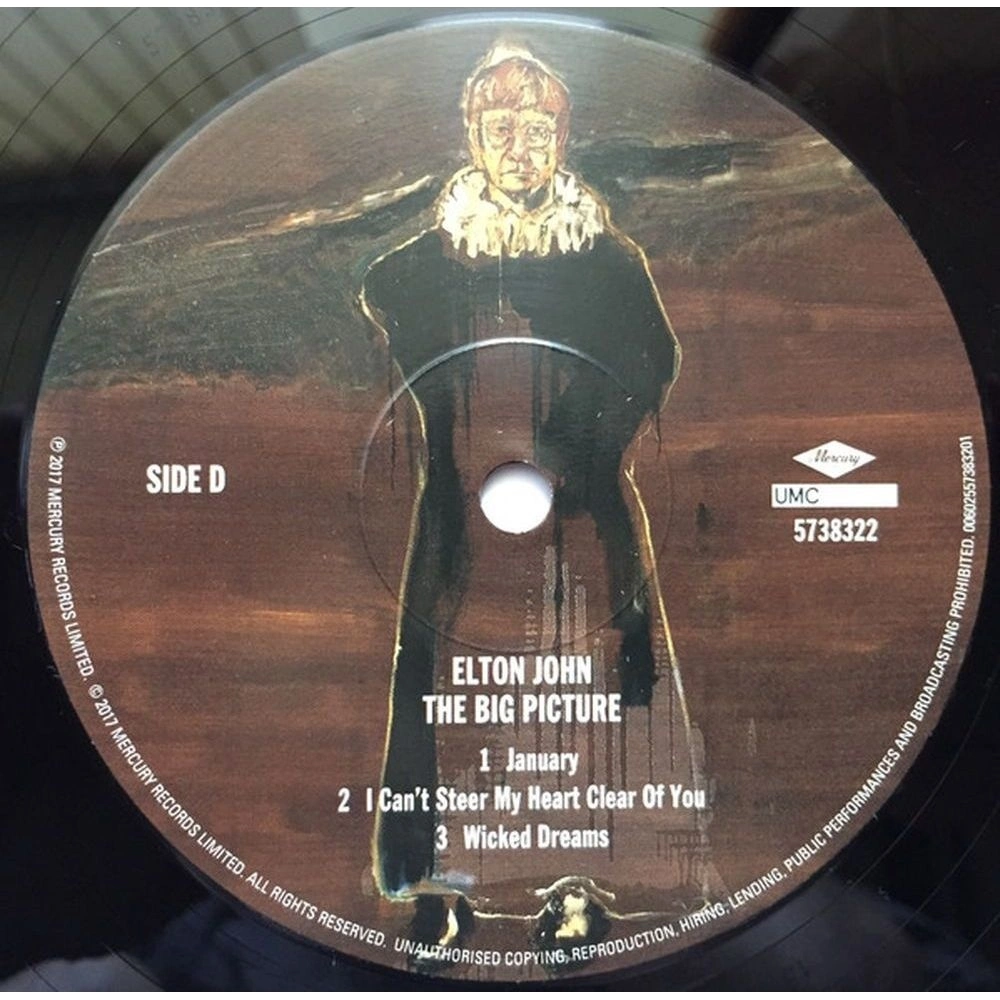 SIDE D
Mercury
UMC
5738322
ELTON JOHN
THE BIG PICTURE
1 January
2 I Can't Steer My Heart Clear Of You
3 Wicked Dreams
℗ 2017 MERCURY RECORDS LIMITED. © 2017 MERCURY RECORDS LIMITED. ALL RIGHTS RESERVED. UNAUTHORISED COPYING, REPRODUCTION, HIRING, LENDING, PUBLIC PERFORMANCES AND BROADCASTING PROHIBITED. 00602557383201